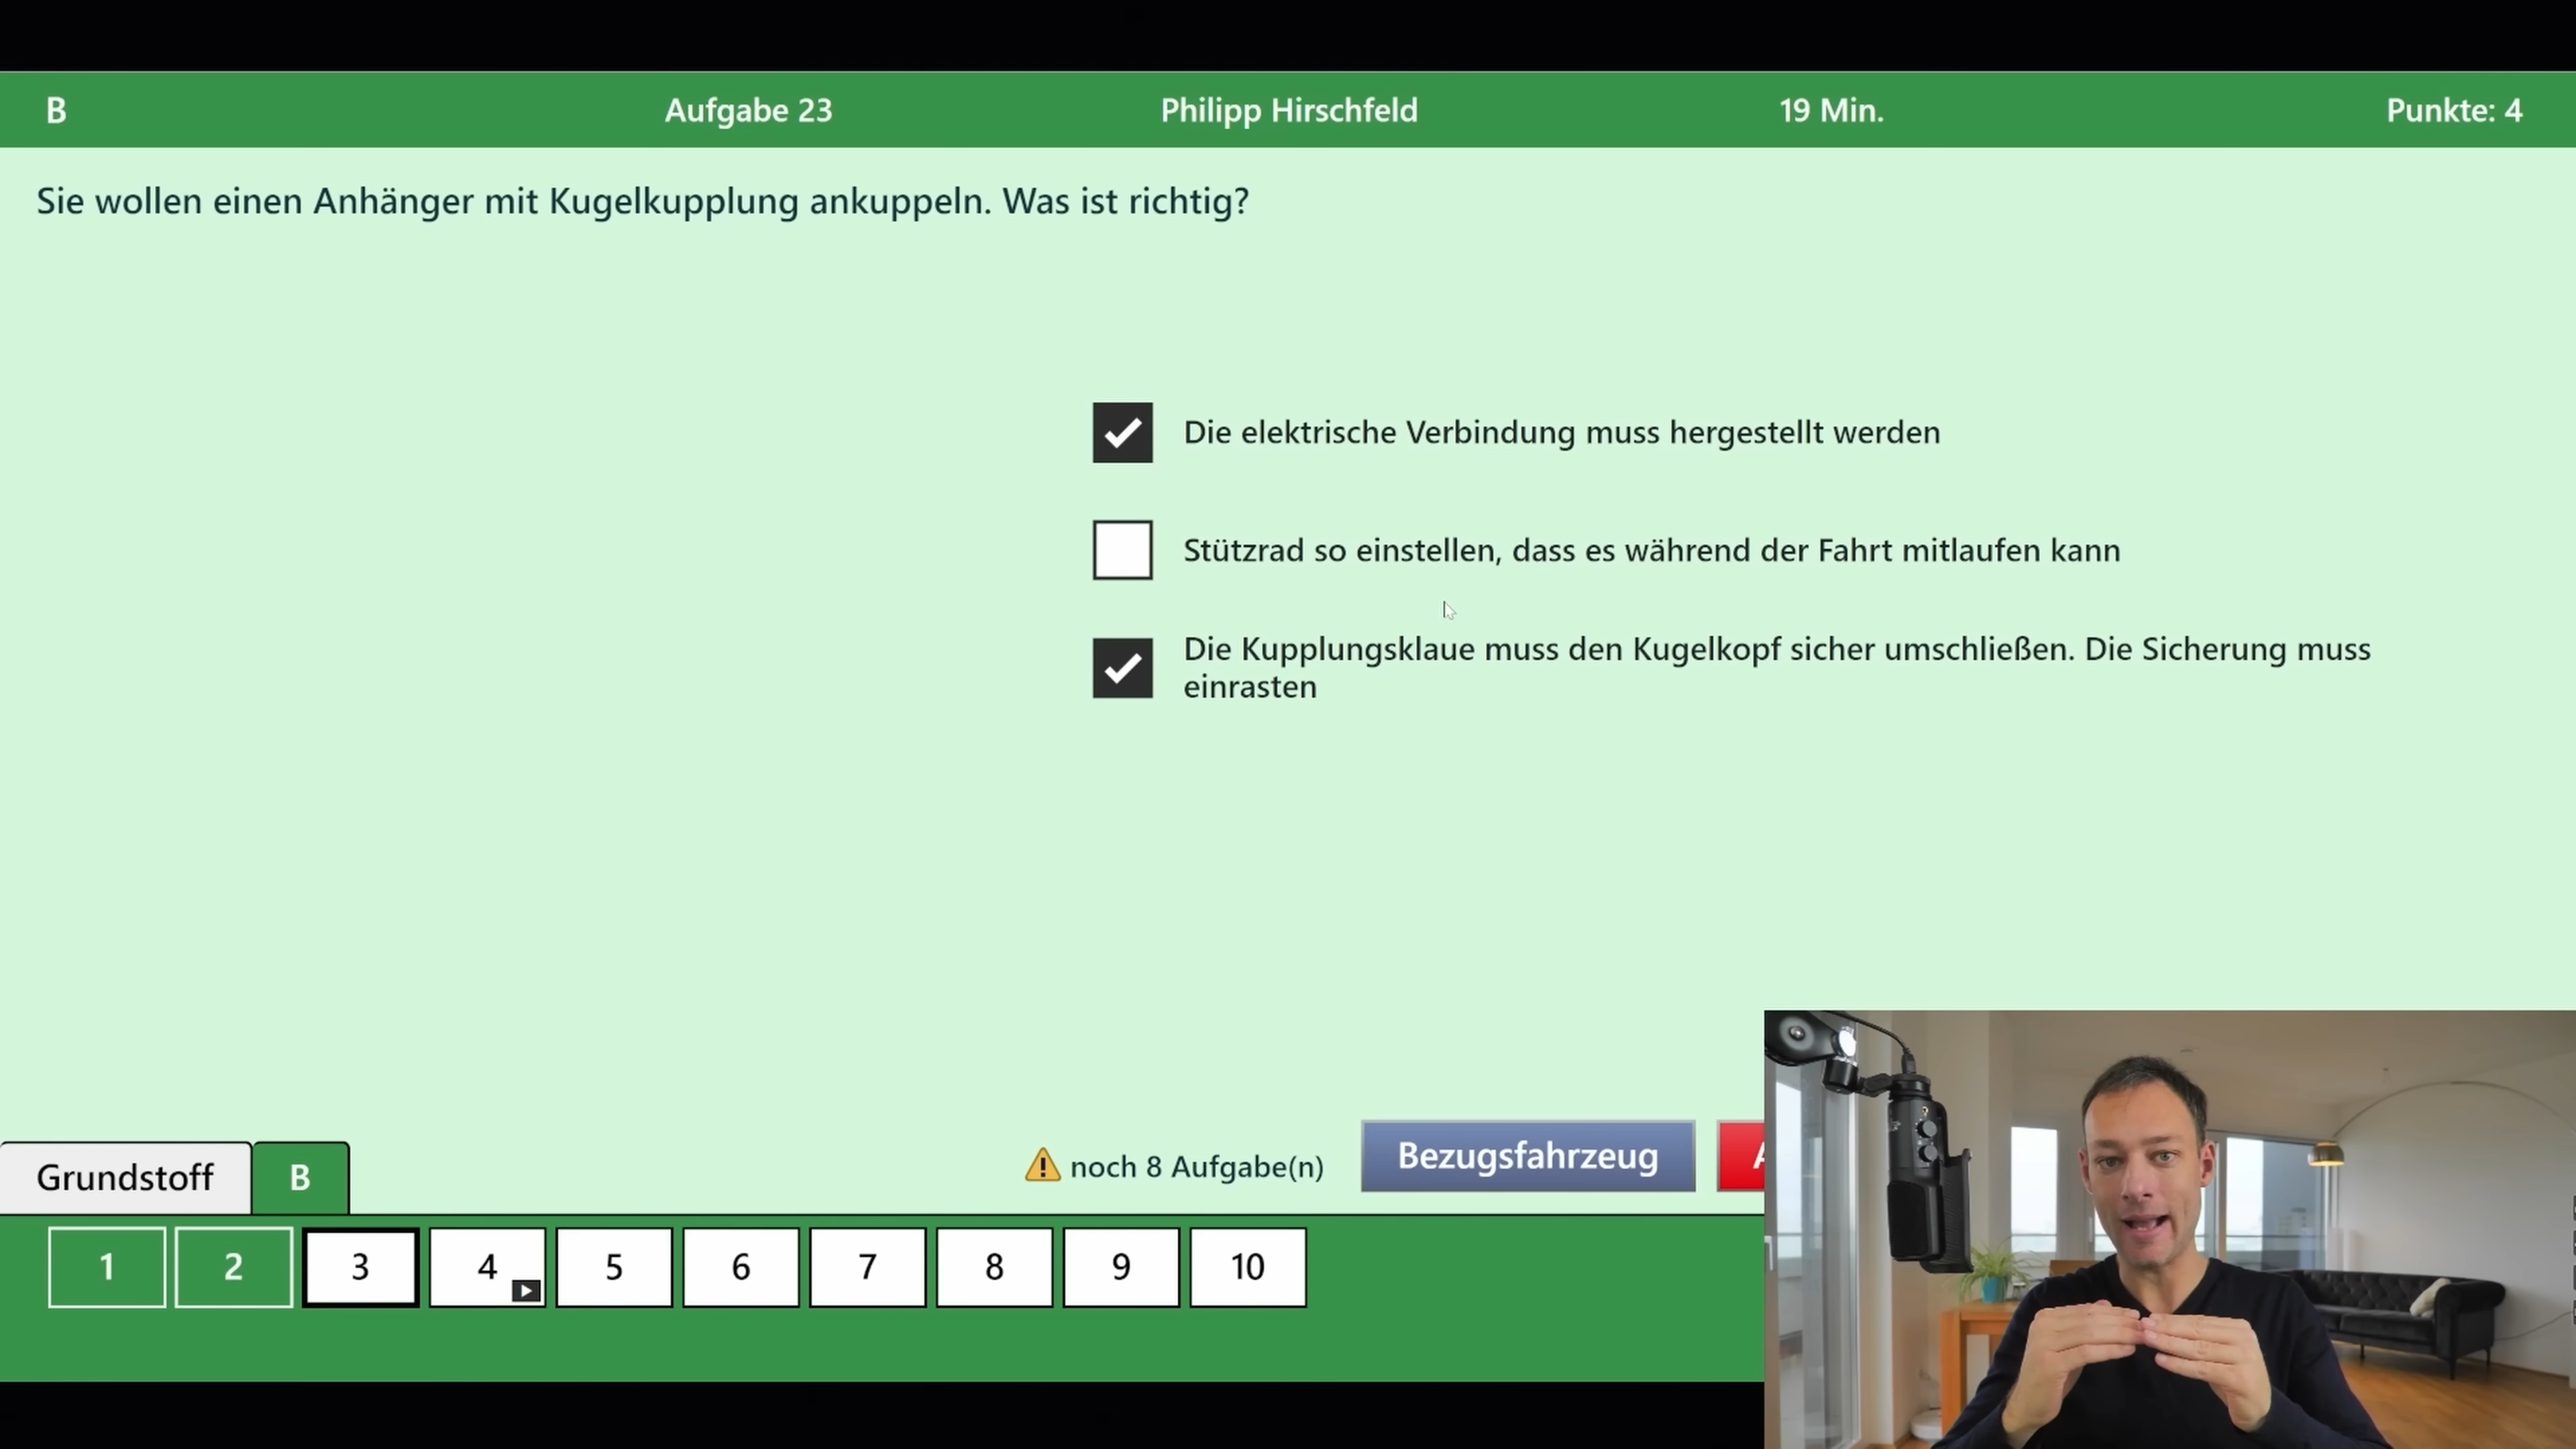 B Aufgabe 23 Philipp Hirschfeld 19 Min. Punkte: 4
Sie wollen einen Anhänger mit Kugelkupplung ankuppeln. Was ist richtig?
Die elektrische Verbindung muss hergestellt werden
Stützrad so einstellen, dass es während der Fahrt mitlaufen kann
Die Kupplungsklaue muss den Kugelkopf sicher umschließen. Die Sicherung muss
einrasten
noch 8 Aufgabe(n) Bezugsfahrzeug
Grundstoff B
1 2 3 4 5 6 7 8 9 10